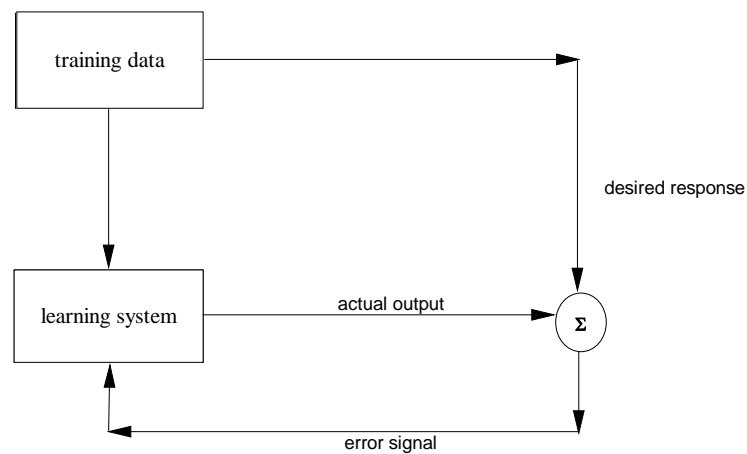 training data
desired response
learning system
actual output
Σ
error signal